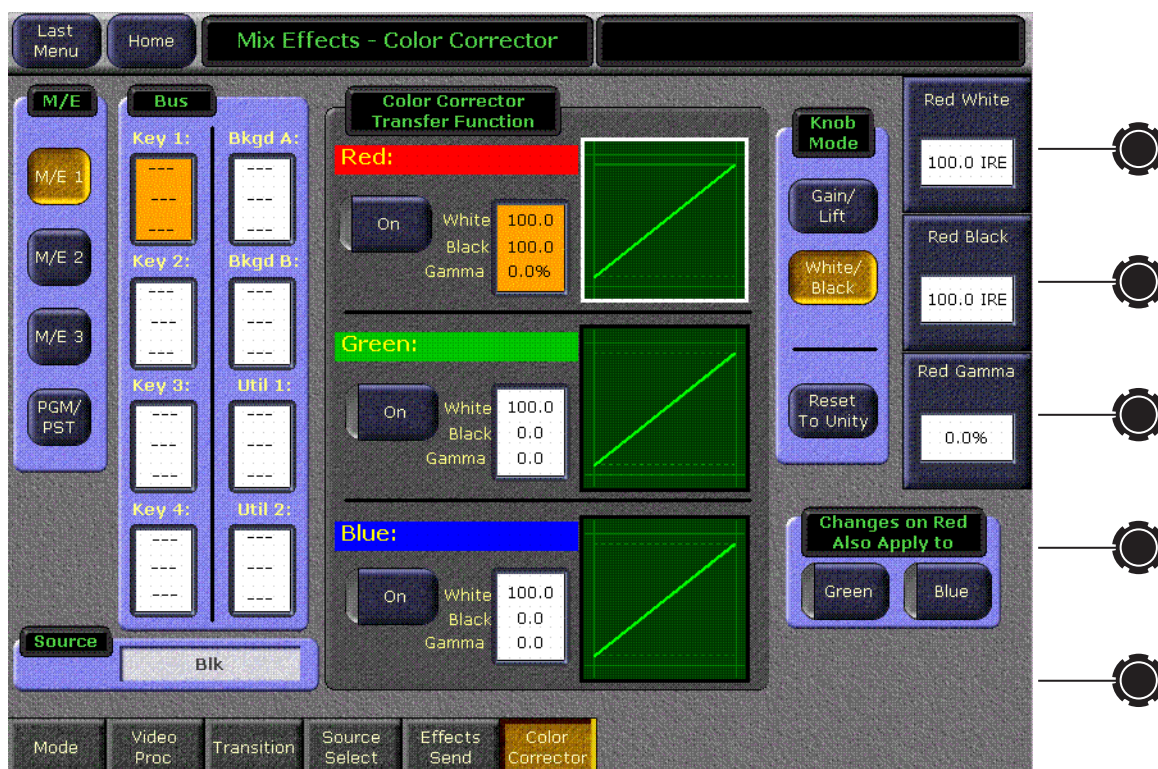 Last
Menu
Home
Mix Effects - Color Corrector
M/E
M/E 1
M/E 2
M/E 3
PGM/
PST
Bus
Key 1:
---
---
---
Bkgd A:
---
---
---
Key 2:
---
---
---
Bkgd B:
---
---
---
Key 3:
---
---
---
Util 1:
---
---
---
Key 4:
---
---
---
Util 2:
---
---
---
Source
Blk
Color Corrector
Transfer Function
Red:
On
White 100.0
Black 100.0
Gamma 0.0%
Green:
On
White 100.0
Black 0.0
Gamma 0.0
Blue:
On
White 100.0
Black 0.0
Gamma 0.0
Knob
Mode
Gain/
Lift
White/
Black
Reset
To Unity
Red White
100.0 IRE
Red Black
100.0 IRE
Red Gamma
0.0%
Changes on Red
Also Apply to
Green
Blue
Mode
Video
Proc
Transition
Source
Select
Effects
Send
Color
Corrector